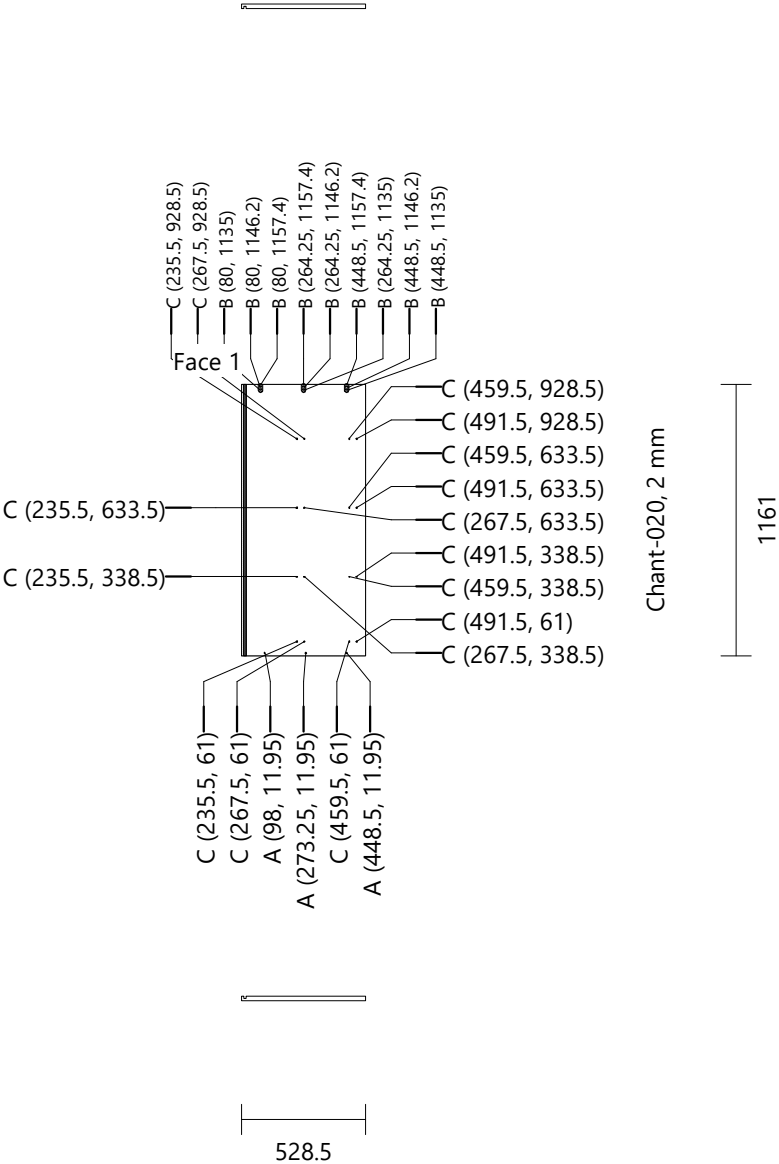 C (235.5, 928.5)
C (267.5, 928.5)
B (80, 1135)
B (80, 1146.2)
B (80, 1157.4)
B (264.25, 1157.4)
B (264.25, 1146.2)
B (448.5, 1157.4)
B (264.25, 1135)
B (448.5, 1146.2)
B (448.5, 1135)
Face 1
C (459.5, 928.5)
C (491.5, 928.5)
C (459.5, 633.5)
C (491.5, 633.5)
C (267.5, 633.5)
C (491.5, 338.5)
C (459.5, 338.5)
C (491.5, 61)
C (267.5, 338.5)
C (235.5, 633.5)
C (235.5, 338.5)
Chant-020, 2 mm
1161
C (235.5, 61)
C (267.5, 61)
A (98, 11.95)
A (273.25, 11.95)
C (459.5, 61)
A (448.5, 11.95)
528.5